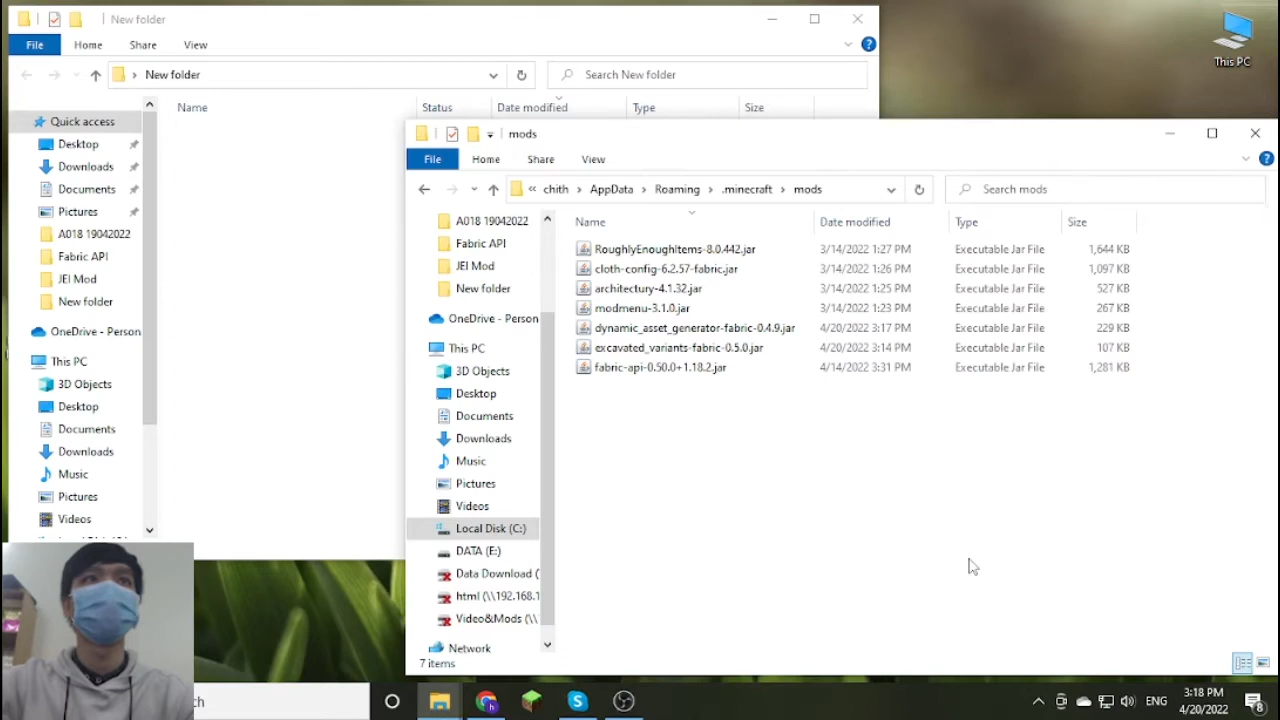 New folder
File Home Share View
New folder
Search New folder
Name Status Date modified Type Size
Quick access
Desktop
Downloads
Documents
Pictures
A018 19042022
Fabric API
JEI Mod
New folder
OneDrive - Person
This PC
3D Objects
Desktop
Documents
Downloads
Music
Pictures
Videos
This PC
mods
File Home Share View
« chith > AppData > Roaming > .minecraft > mods
Search mods
A018 19042022
Fabric API
JEI Mod
New folder
OneDrive - Person
This PC
3D Objects
Desktop
Documents
Downloads
Music
Pictures
Videos
Local Disk (C:)
DATA (E:)
Data Download (
html (\\192.168.1
Video&Mods (\\
Network
Name Date modified Type Size
RoughlyEnoughItems-8.0.442.jar 3/14/2022 1:27 PM Executable Jar File 1,644 KB
cloth-config-6.2.57-fabric.jar 3/14/2022 1:26 PM Executable Jar File 1,097 KB
architectury-4.1.32.jar 3/14/2022 1:25 PM Executable Jar File 527 KB
modmenu-3.1.0.jar 3/14/2022 1:23 PM Executable Jar File 267 KB
dynamic_asset_generator-fabric-0.4.9.jar 4/20/2022 3:17 PM Executable Jar File 229 KB
excavated_variants-fabric-0.5.0.jar 4/20/2022 3:14 PM Executable Jar File 107 KB
fabric-api-0.50.0+1.18.2.jar 4/14/2022 3:31 PM Executable Jar File 1,281 KB
7 items
ch
ENG
3:18 PM
4/20/2022
8